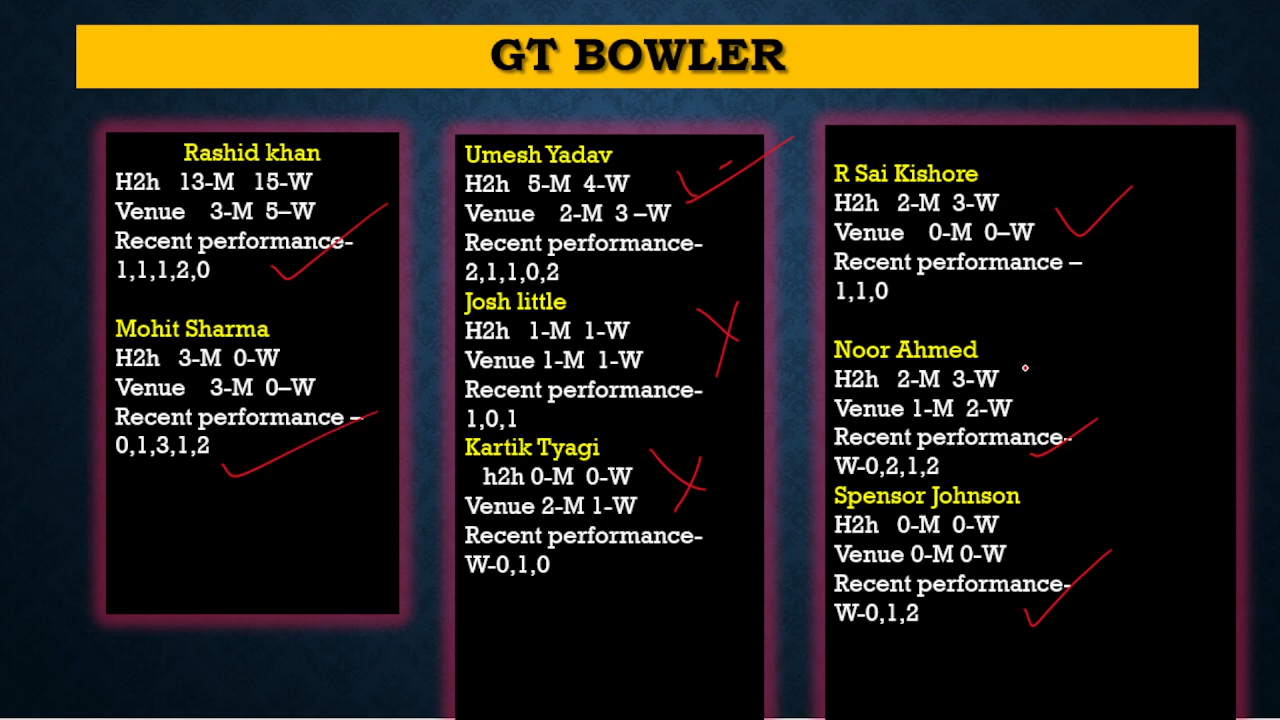 GT BOWLER
Rashid khan
H2h 13-M 15-W
Venue 3-M 5–W
Recent performance-
1,1,1,2,0
Mohit Sharma
H2h 3-M 0-W
Venue 3-M 0–W
Recent performance –
0,1,3,1,2
Umesh Yadav
H2h 5-M 4-W
Venue 2-M 3 –W
Recent performance-
2,1,1,0,2
Josh little
H2h 1-M 1-W
Venue 1-M 1-W
Recent performance-
1,0,1
Kartik Tyagi
h2h 0-M 0-W
Venue 2-M 1-W
Recent performance-
W-0,1,0
R Sai Kishore
H2h 2-M 3-W
Venue 0-M 0–W
Recent performance –
1,1,0
Noor Ahmed
H2h 2-M 3-W
Venue 1-M 2-W
Recent performance-
W-0,2,1,2
Spensor Johnson
H2h 0-M 0-W
Venue 0-M 0-W
Recent performance-
W-0,1,2